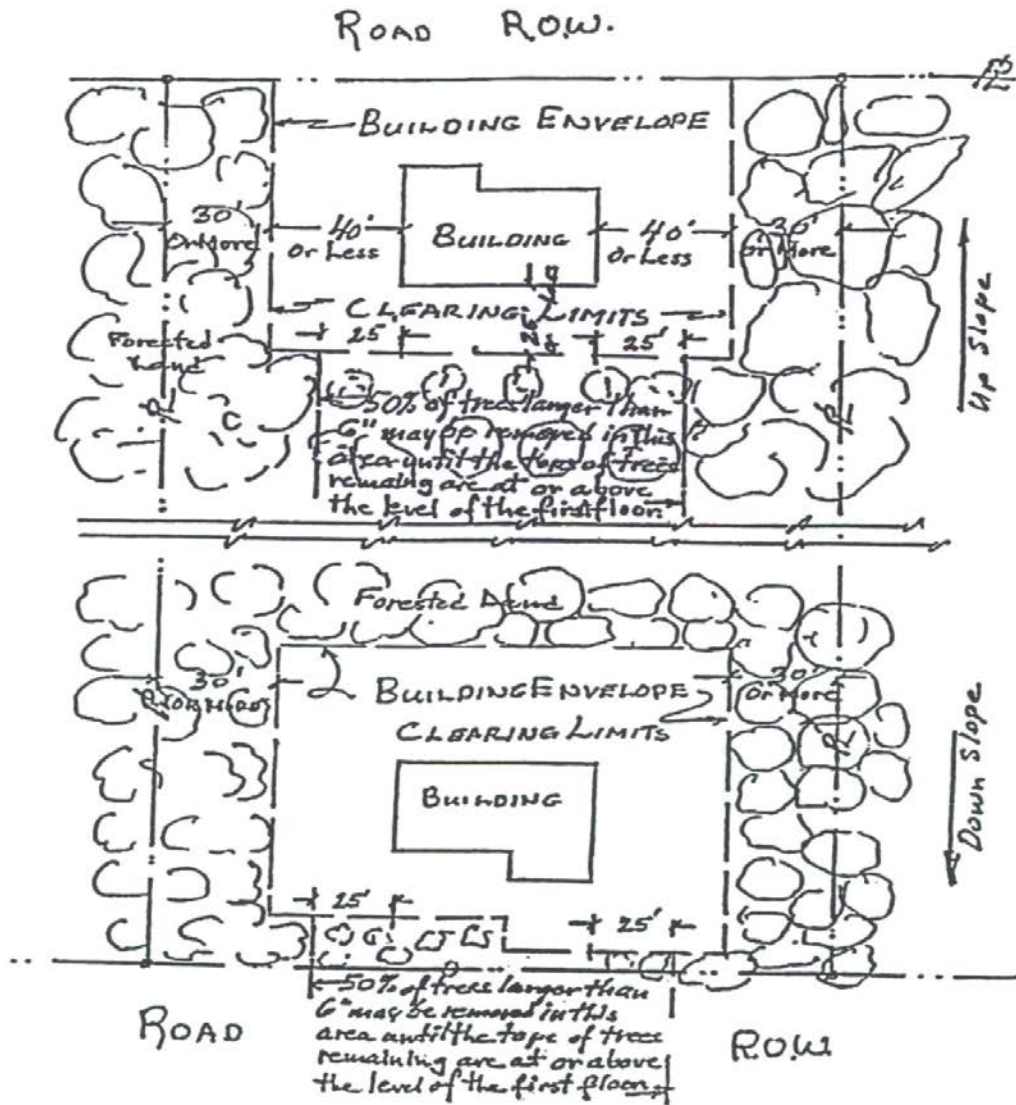 ROAD R.O.W.
BUILDING ENVELOPE
30'
Or More
40'
Or Less
BUILDING
40'
Or Less
30'
Or More
CLEARING LIMITS
25'
25'
Up Slope
Forested
Land
50% of trees larger than
6" may be removed in this
area until the tops of trees
remaing are at or above
the level of the first floor
Forested Land
30'
Or More
BUILDING ENVELOPE
CLEARING LIMITS
30'
Or More
BUILDING
Down Slope
25'
25'
50% of trees larger than
6" may be removed in this
area until the tops of trees
remaining are at or above
the level of the first floor
ROAD R.O.W.